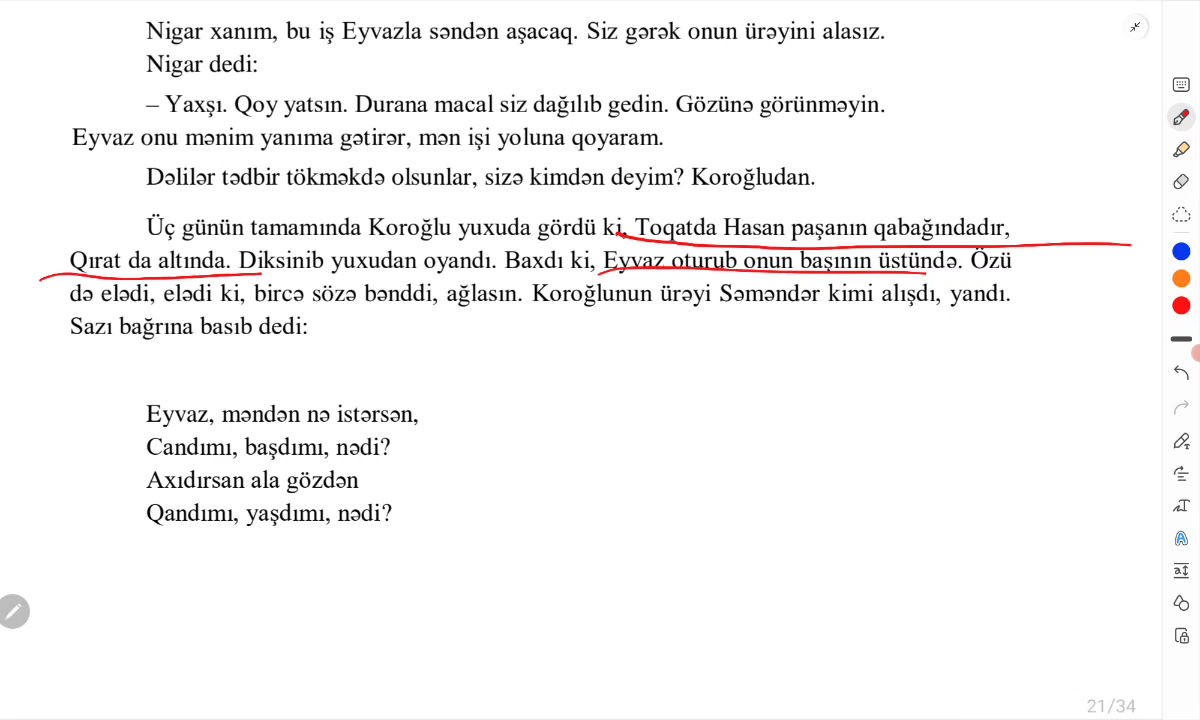 Nigar xanım, bu iş Eyvazla səndən aşacaq. Siz gərək onun ürəyini alasız.
Nigar dedi:
– Yaxşı. Qoy yatsın. Durana macal siz dağılıb gedin. Gözünə görünməyin.
Eyvaz onu mənim yanıma gətirər, mən işi yoluna qoyaram.
Dəlilər tədbir tökməkdə olsunlar, sizə kimdən deyim? Koroğludan.
Üç günün tamamında Koroğlu yuxuda gördü ki, Toqatda Hasan paşanın qabağındadır,
Qırat da altında. Diksinib yuxudan oyandı. Baxdı ki, Eyvaz oturub onun başının üstündə. Özü
də elədi, elədi ki, bircə sözə bənddi, ağlasın. Koroğlunun ürəyi Səməndər kimi alışdı, yandı.
Sazı bağrına basıb dedi:
Eyvaz, məndən nə istərsən,
Candımı, başdımı, nədi?
Axıdırsan ala gözdən
Qandımı, yaşdımı, nədi?
21/34